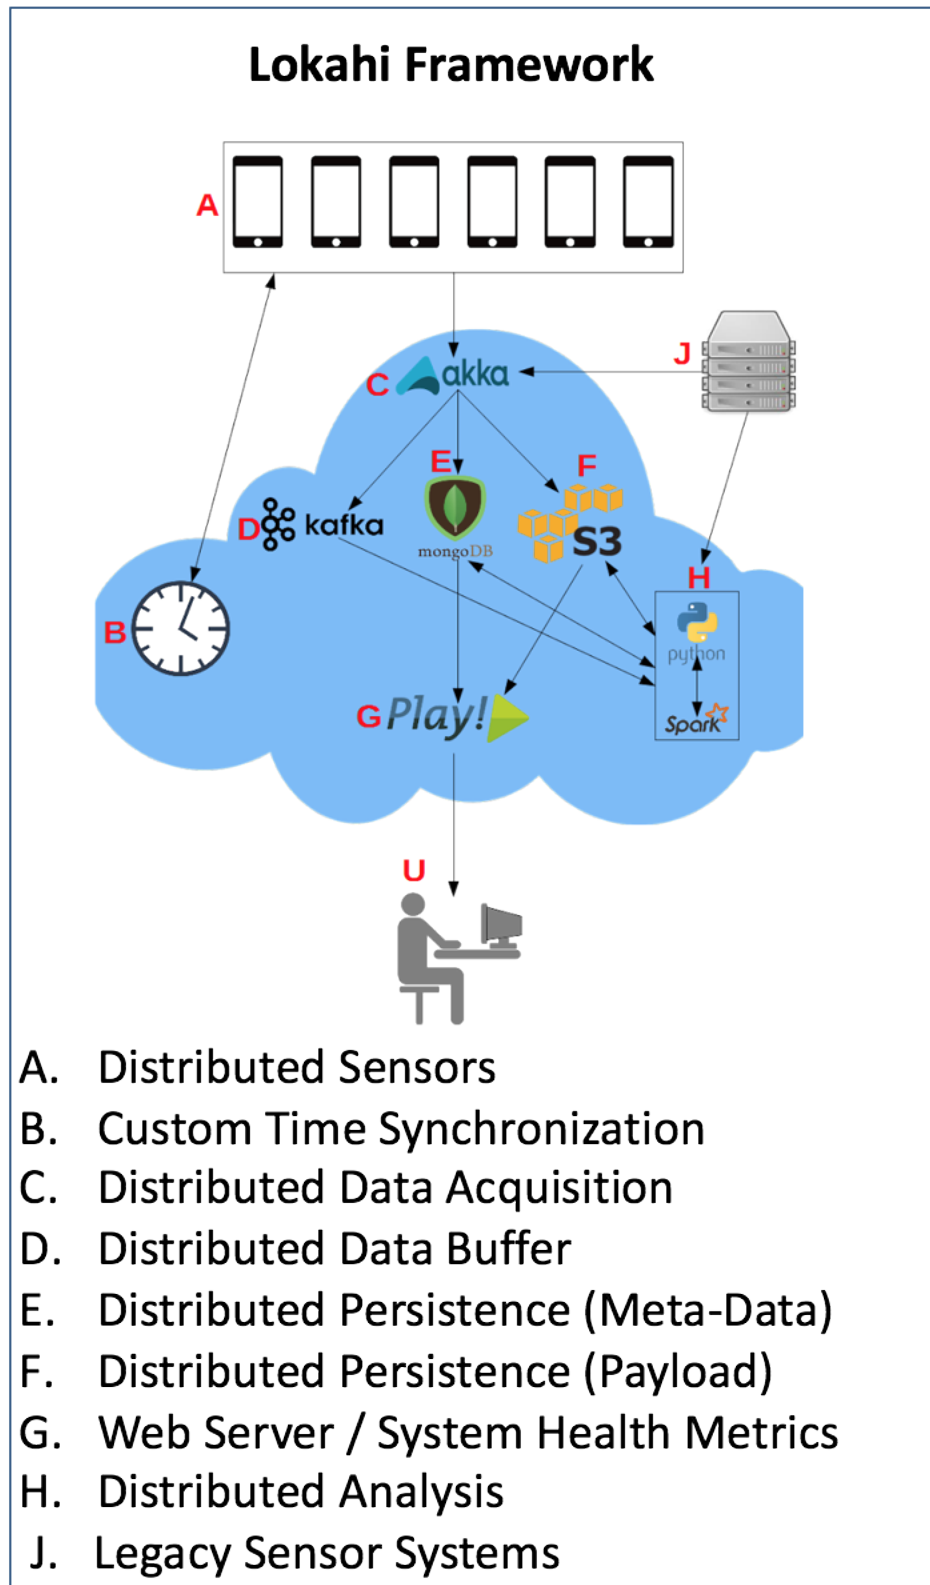 Lokahi Framework
A
J
C akka
E
F
D kafka
mongoDB
S3
H
B
python
G Play!
Spark
U
A. Distributed Sensors
B. Custom Time Synchronization
C. Distributed Data Acquisition
D. Distributed Data Buffer
E. Distributed Persistence (Meta-Data)
F. Distributed Persistence (Payload)
G. Web Server / System Health Metrics
H. Distributed Analysis
J. Legacy Sensor Systems